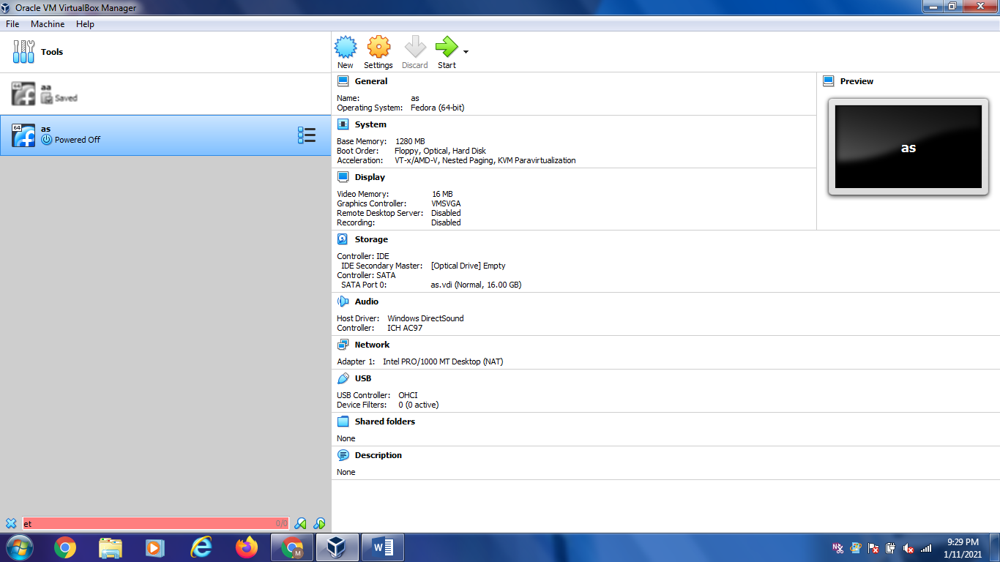 Oracle VM VirtualBox Manager
File Machine Help
Tools
New Settings Discard Start
64 aa
Saved
64 as
Powered Off
General
Name: as
Operating System: Fedora (64-bit)
System
Base Memory: 1280 MB
Boot Order: Floppy, Optical, Hard Disk
Acceleration: VT-x/AMD-V, Nested Paging, KVM Paravirtualization
Display
Video Memory: 16 MB
Graphics Controller: VMSVGA
Remote Desktop Server: Disabled
Recording: Disabled
Storage
Controller: IDE
IDE Secondary Master: [Optical Drive] Empty
Controller: SATA
SATA Port 0: as.vdi (Normal, 16.00 GB)
Audio
Host Driver: Windows DirectSound
Controller: ICH AC97
Network
Adapter 1: Intel PRO/1000 MT Desktop (NAT)
USB
USB Controller: OHCI
Device Filters: 0 (0 active)
Shared folders
None
Description
None
Preview
as
et 0/0
M
W
9:29 PM
1/11/2021